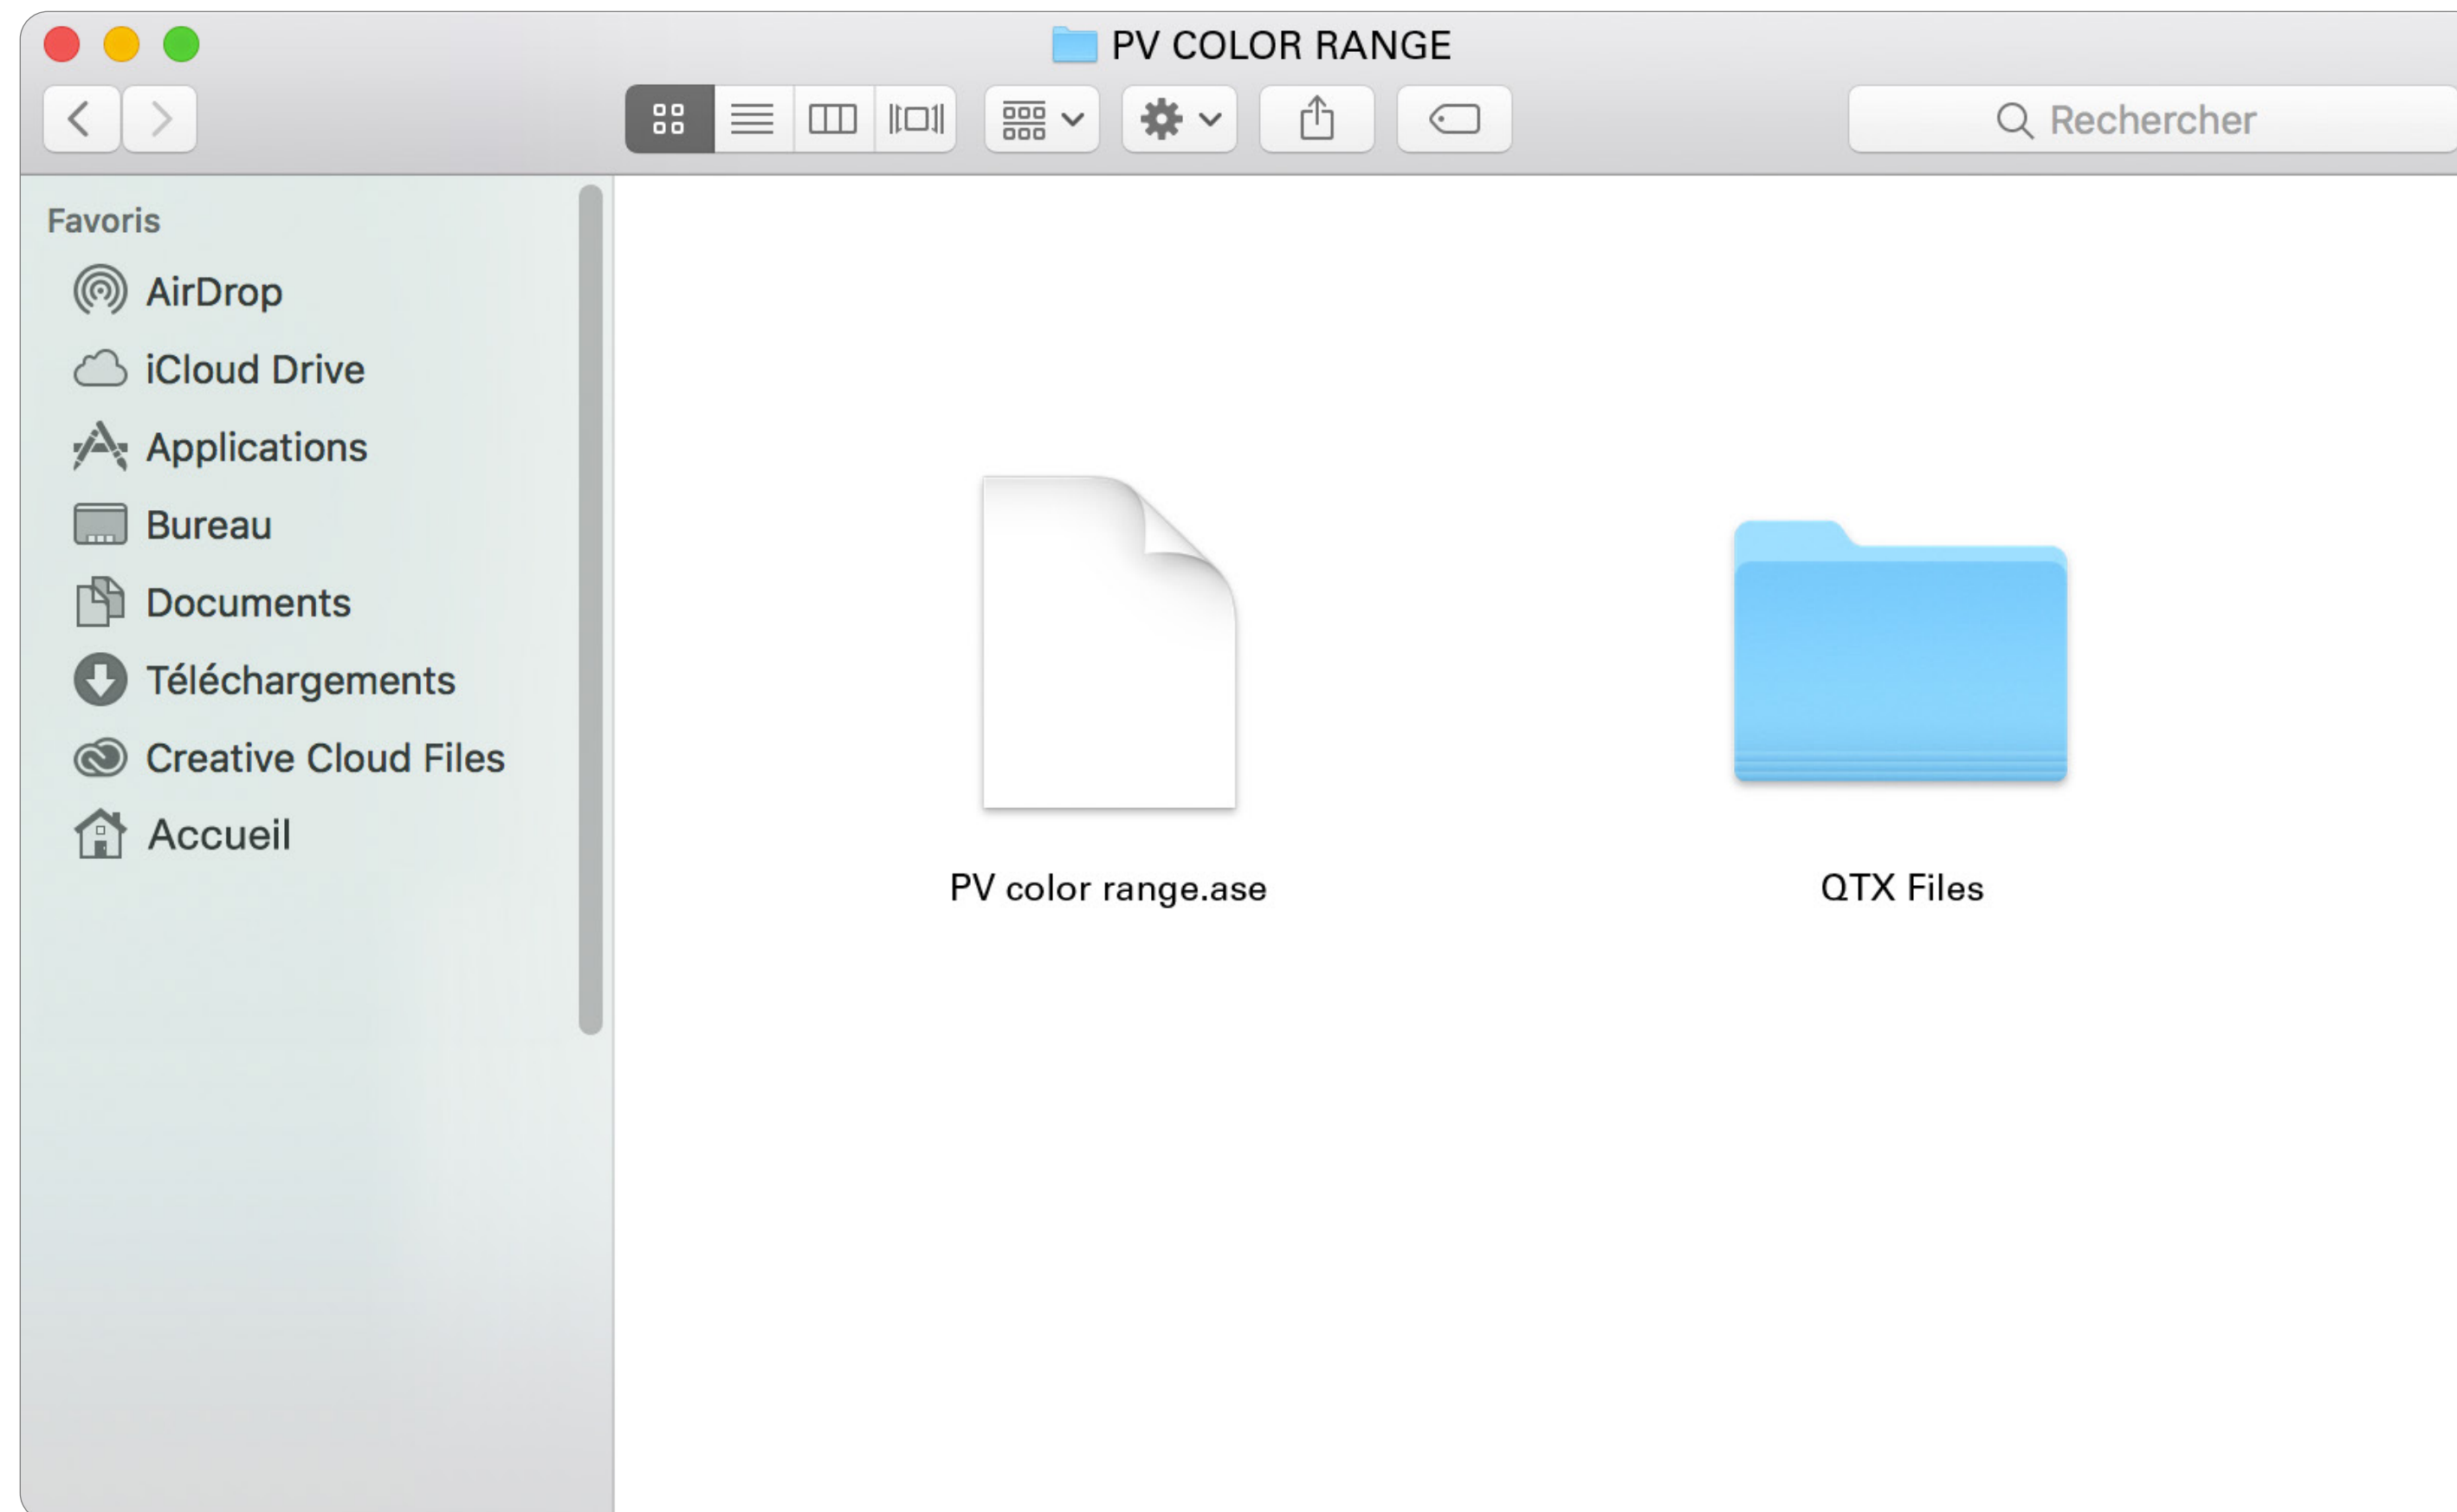 PV COLOR RANGE
Rechercher
Favoris
AirDrop
iCloud Drive
Applications
Bureau
Documents
Téléchargements
Creative Cloud Files
Accueil
PV color range.ase
QTX Files